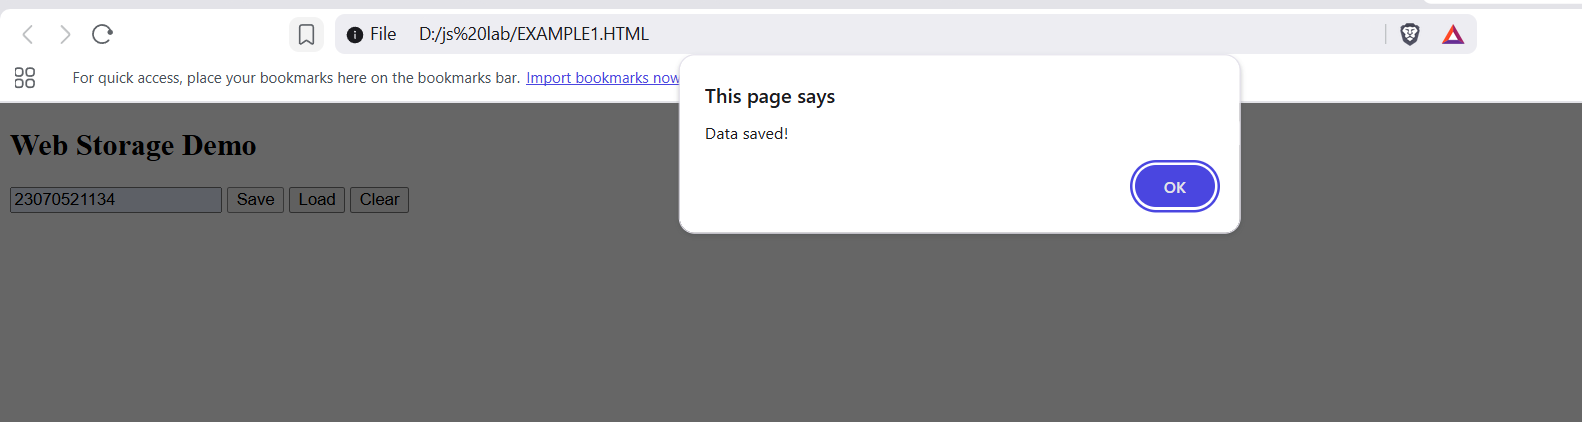 File D:/js%20lab/EXAMPLE1.HTML
For quick access, place your bookmarks here on the bookmarks bar. Import bookmarks now
This page says
Data saved!
OK
Web Storage Demo
23070521134 Save Load Clear